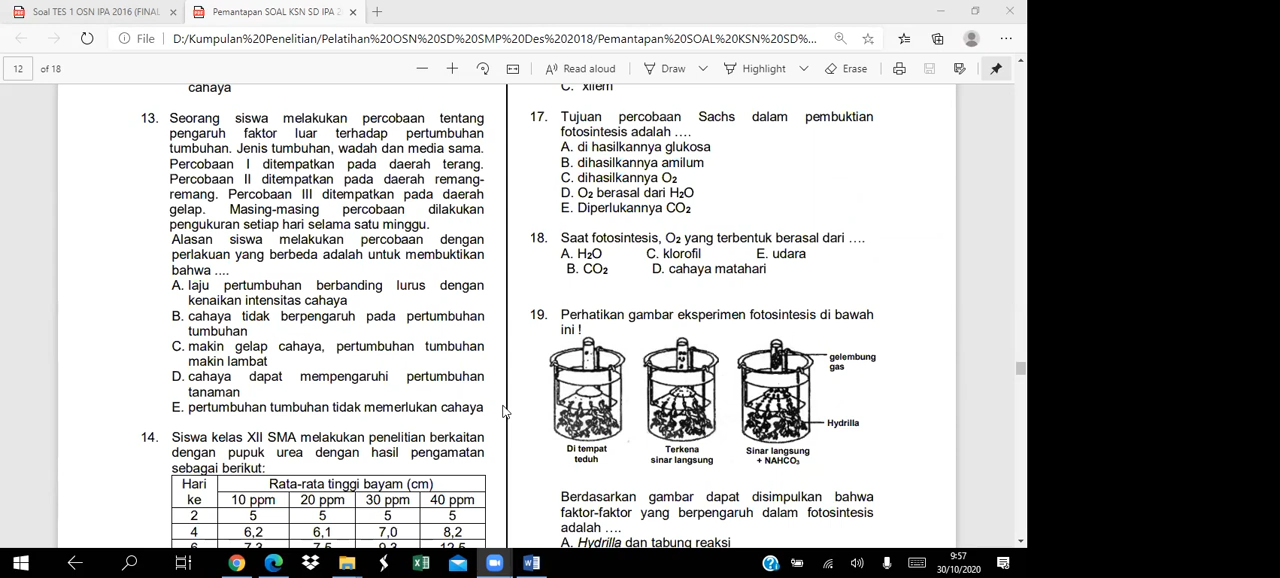 Soal TES 1 OSN IPA 2016 (FINAL
Pemantapan SOAL KSN SD IPA 2
File
D:/Kumpulan%20Penelitian/Pelatihan%20OSN%20SD%20SMP%20Des%202018/Pemantapan%20SOAL%20KSN%20SD%...
12 of 18
Read aloud
Draw
Highlight
Erase
cahaya
13. Seorang siswa melakukan percobaan tentang
pengaruh faktor luar terhadap pertumbuhan
tumbuhan. Jenis tumbuhan, wadah dan media sama.
Percobaan I ditempatkan pada daerah terang.
Percobaan II ditempatkan pada daerah remang-
remang. Percobaan III ditempatkan pada daerah
gelap. Masing-masing percobaan dilakukan
pengukuran setiap hari selama satu minggu.
Alasan siswa melakukan percobaan dengan
perlakuan yang berbeda adalah untuk membuktikan
bahwa ....
A. laju pertumbuhan berbanding lurus dengan
kenaikan intensitas cahaya
B. cahaya tidak berpengaruh pada pertumbuhan
tumbuhan
C. makin gelap cahaya, pertumbuhan tumbuhan
makin lambat
D. cahaya dapat mempengaruhi pertumbuhan
tanaman
E. pertumbuhan tumbuhan tidak memerlukan cahaya
14. Siswa kelas XII SMA melakukan penelitian berkaitan
dengan pupuk urea dengan hasil pengamatan
sebagai berikut:
Hari Rata-rata tinggi bayam (cm)
ke 10 ppm 20 ppm 30 ppm 40 ppm
2 5 5 5 5
4 6,2 6,1 7,0 8,2
6 7,3 7,5 9,3 12,5
C. xilem
17. Tujuan percobaan Sachs dalam pembuktian
fotosintesis adalah ....
A. di hasilkannya glukosa
B. dihasilkannya amilum
C. dihasilkannya O₂
D. O₂ berasal dari H₂O
E. Diperlukannya CO₂
18. Saat fotosintesis, O₂ yang terbentuk berasal dari ....
A. H₂O C. klorofil E. udara
B. CO₂ D. cahaya matahari
19. Perhatikan gambar eksperimen fotosintesis di bawah
ini !
gelembung
gas
Hydrilla
Di tempat
teduh
Terkena
sinar langsung
Sinar langsung
+ NAHCO₃
Berdasarkan gambar dapat disimpulkan bahwa
faktor-faktor yang berpengaruh dalam fotosintesis
adalah ....
A. Hydrilla dan tabung reaksi
9:57
30/10/2020